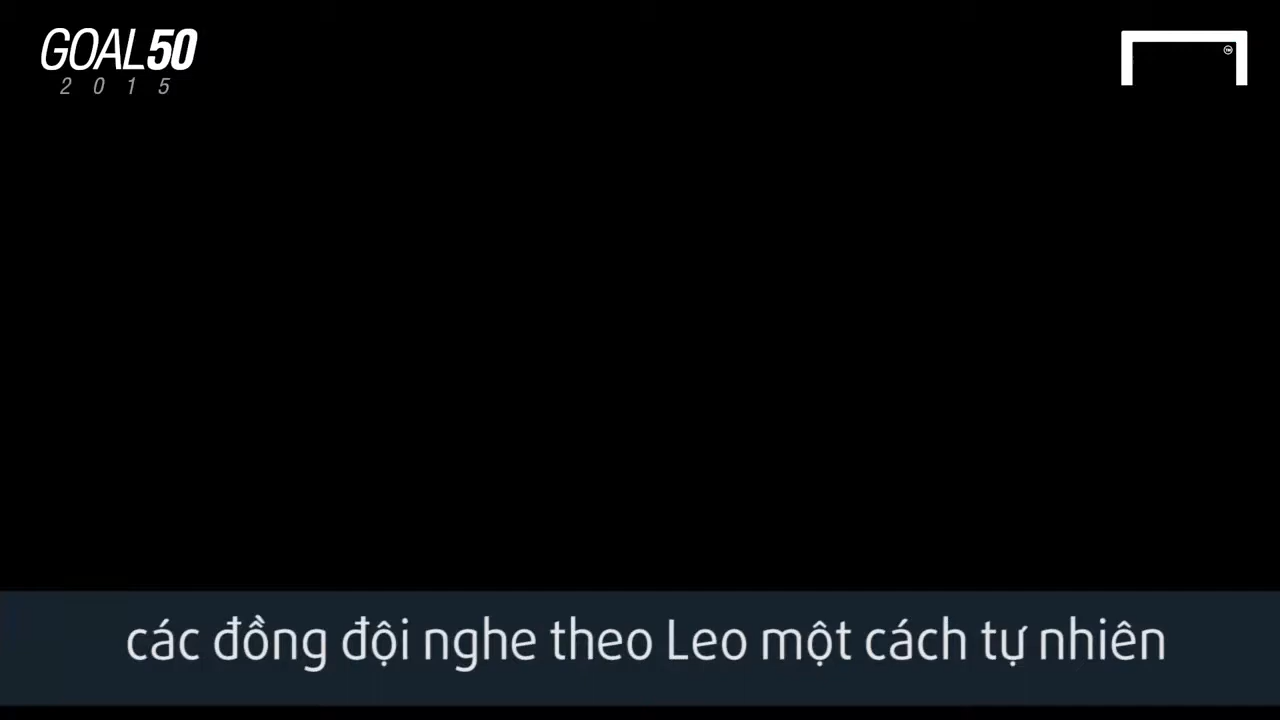 GOAL50
2015
các đồng đội nghe theo Leo một cách tự nhiên